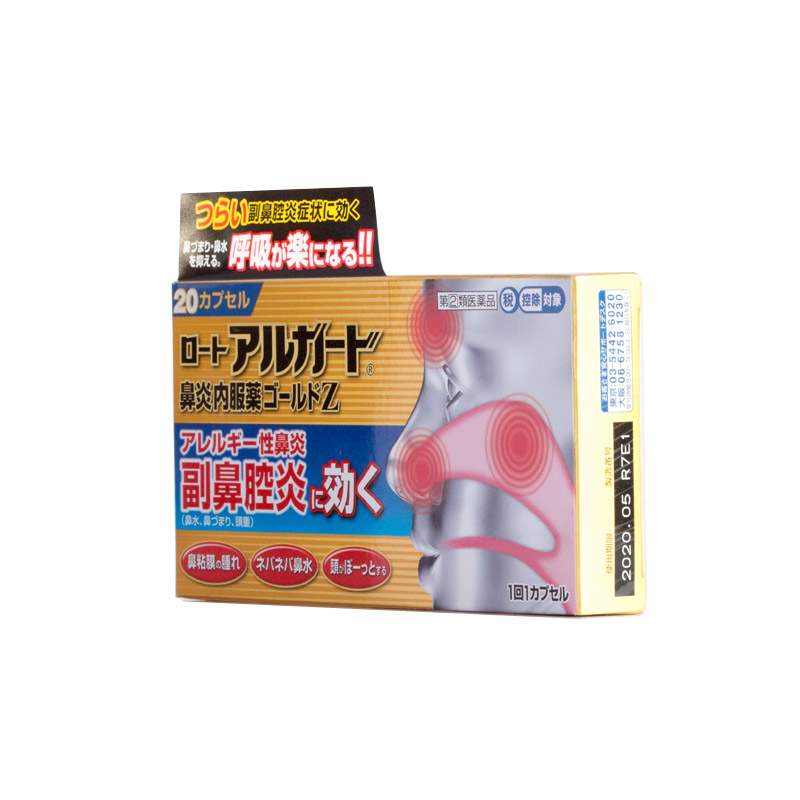 つらい副鼻腔炎症状に効く
鼻づまり・鼻水
を抑える。
呼吸が楽になる!!
20カプセル
第②類医薬品
税 控除 対象
ロート アルガード®
鼻炎内服薬ゴールドZ
アレルギー性鼻炎
副鼻腔炎に効く
(鼻水、鼻づまり、頭重)
鼻粘膜の腫れ
ネバネバ鼻水
頭がぼーっとする
1回1カプセル
東京:03-5442-6020
大阪:06-6758-1230
製造番号
R7E1
使用期限
2020.05